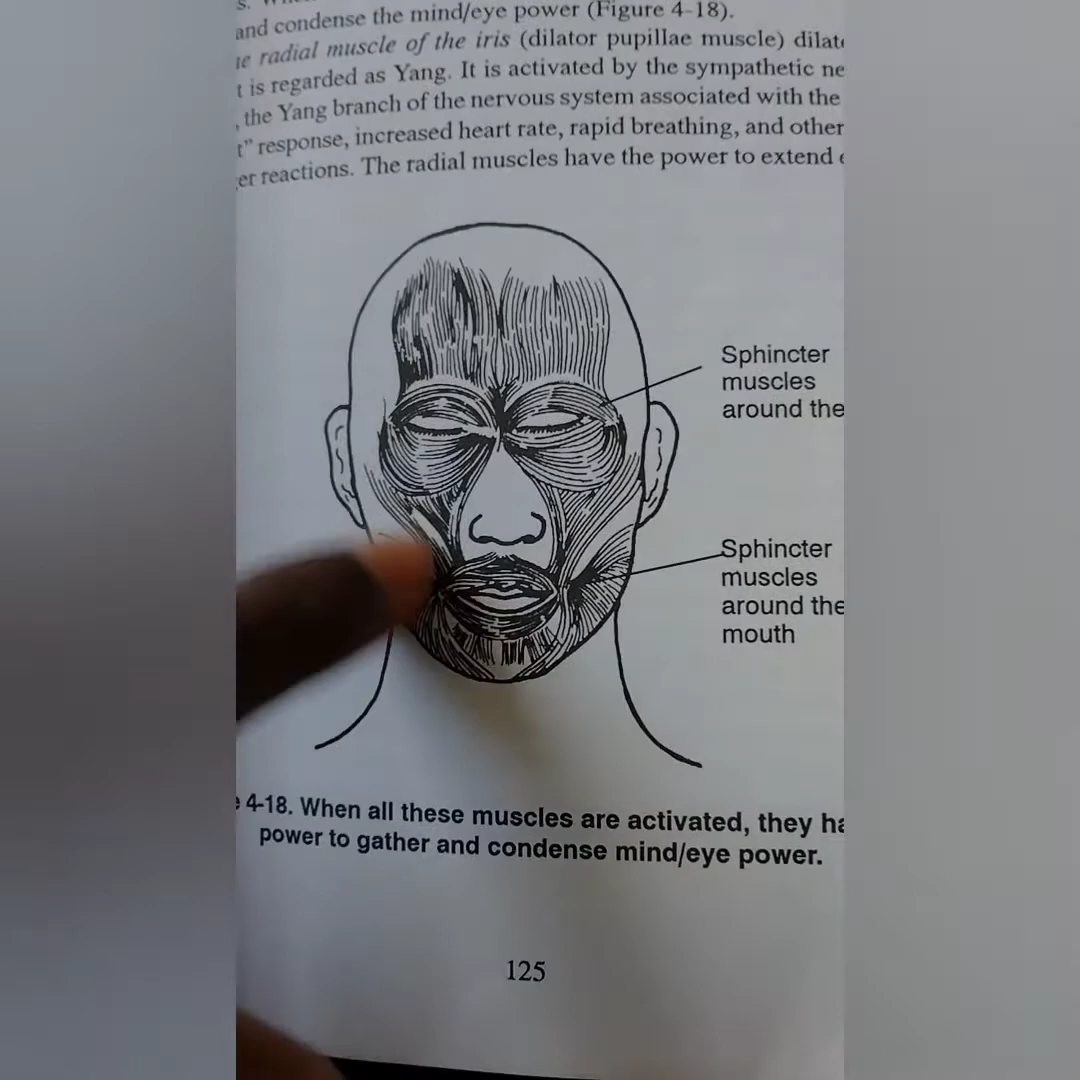 and condense the mind/eye power (Figure 4-18).
radial muscle of the iris (dilator pupillae muscle)
t is regarded as Yang. It is activated by the sympathetic ne
, the Yang branch of the nervous system associated with the
t” response, increased heart rate, rapid breathing, and other
er reactions. The radial muscles have the power to extend
Sphincter
muscles
around the
Sphincter
muscles
around the
mouth
4-18. When all these muscles are activated, they ha
power to gather and condense mind/eye power.
125